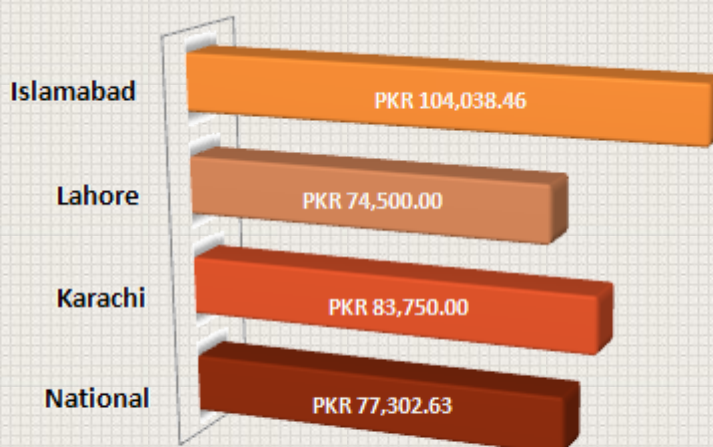 Islamabad PKR 104,038.46
Lahore PKR 74,500.00
Karachi PKR 83,750.00
National PKR 77,302.63